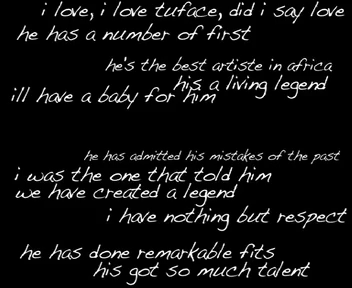 i love, i love tuface, did i say love
he has a number of first
he's the best artiste in africa
his a living legend
ill have a baby for him
he has admitted his mistakes of the past
i was the one that told him
we have created a legend
i have nothing but respect
he has done remarkable fits
his got so much talent